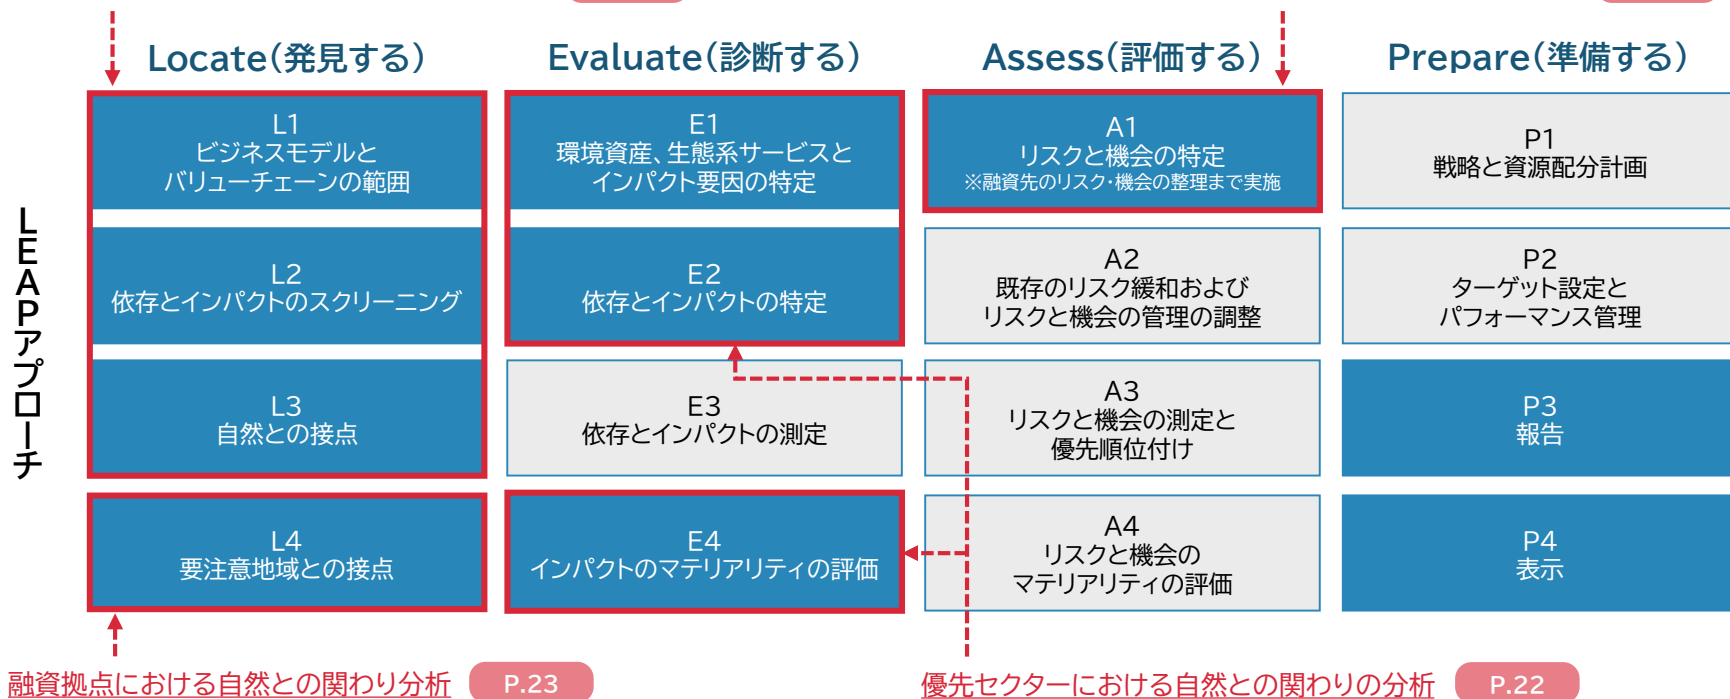 Locate(発見する)
Evaluate(診断する)
Assess(評価する)
Prepare(準備する)
LEAPアプローチ
L1
ビジネスモデルと
バリューチェーンの範囲
E1
環境資産、生態系サービスと
インパクト要因の特定
A1
リスクと機会の特定
※融資先のリスク・機会の整理まで実施
P1
戦略と資源配分計画
L2
依存とインパクトのスクリーニング
E2
依存とインパクトの特定
A2
既存のリスク緩和および
リスクと機会の管理の調整
P2
ターゲット設定と
パフォーマンス管理
L3
自然との接点
E3
依存とインパクトの測定
A3
リスクと機会の測定と
優先順位付け
P3
報告
L4
要注意地域との接点
E4
インパクトのマテリアリティの評価
A4
リスクと機会の
マテリアリティの評価
P4
表示
融資拠点における自然との関わり分析 P.23
優先セクターにおける自然との関わりの分析 P.22